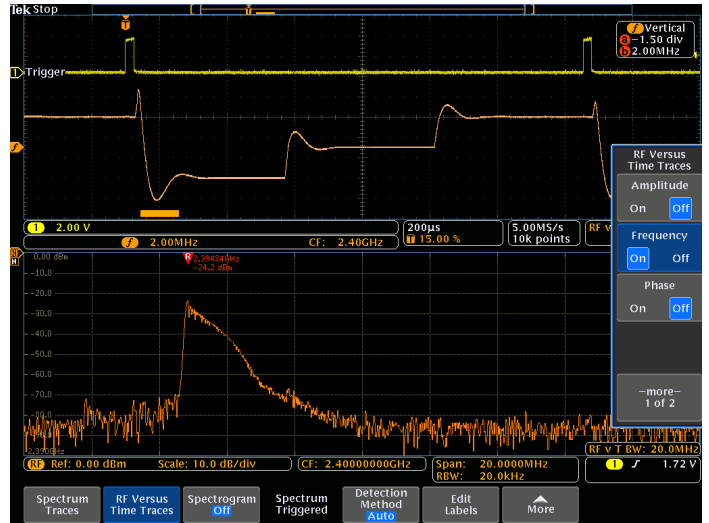 Tek Stop
T
f Vertical
a -1.50 div
b 2.00MHz
1 Trigger
f
RF Versus
Time Traces
Amplitude
On Off
Frequency
On Off
Phase
On Off
-more-
1 of 2
1 2.00 V
f 2.00MHz CF: 2.40GHz
200µs
T 15.00 %
5.00MS/s
10k points
RF v
0.00 dBm
R 2.39484GHz
-24.2 dBm
-10.0
-20.0
-30.0
-40.0
-50.0
-60.0
-70.0
-80.0
2.390GHz
RF v T BW: 20.0MHz
RF Ref: 0.00 dBm Scale: 10.0 dB/div
CF: 2.40000000GHz
Span: 20.0000MHz
RBW: 20.0kHz
1 1.72 V
Spectrum
Traces
RF Versus
Time Traces
Spectrogram
Off
Spectrum
Triggered
Detection
Method
Auto
Edit
Labels
More